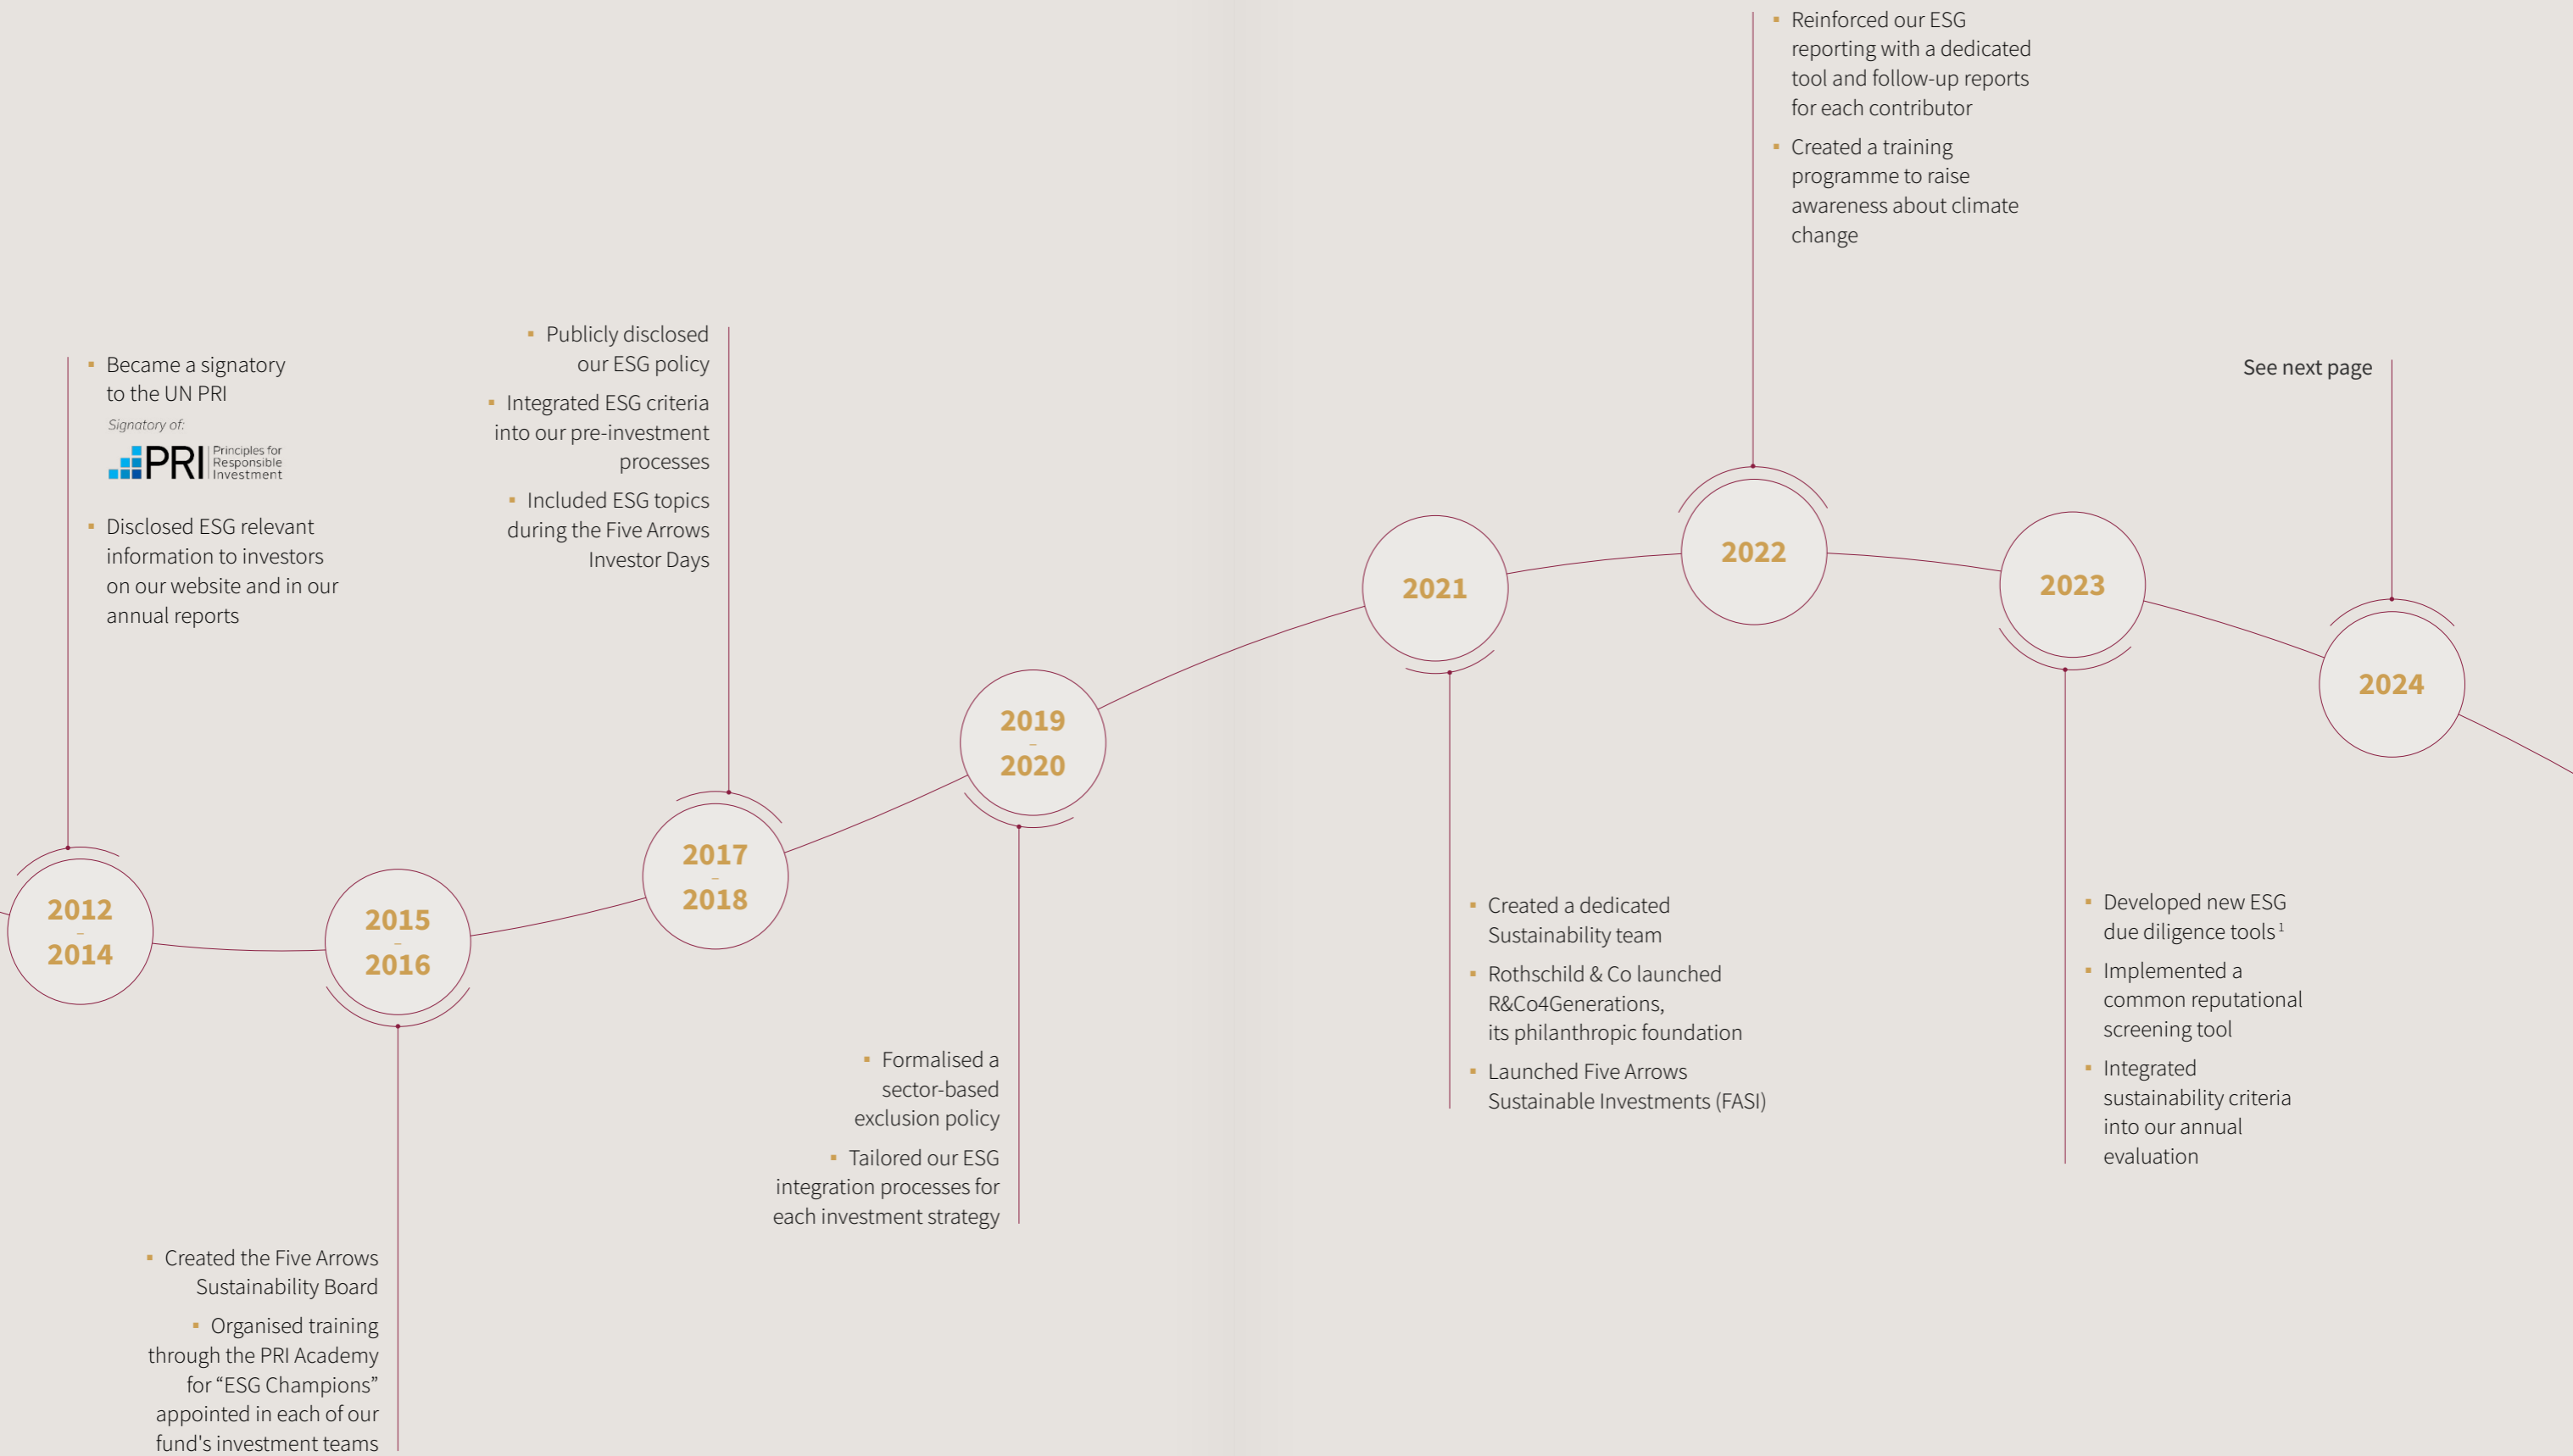 Became a signatory
to the UN PRI
Signatory of:
PRI
Principles for
Responsible
Investment
Disclosed ESG relevant
information to investors
on our website and in our
annual reports
2012
–
2014
2015
–
2016
Created the Five Arrows
Sustainability Board
Organised training
through the PRI Academy
for “ESG Champions”
appointed in each of our
fund's investment teams
Publicly disclosed
our ESG policy
Integrated ESG criteria
into our pre-investment
processes
Included ESG topics
during the Five Arrows
Investor Days
2017
–
2018
2019
–
2020
Formalised a
sector-based
exclusion policy
Tailored our ESG
integration processes for
each investment strategy
2021
Created a dedicated
Sustainability team
Rothschild & Co launched
R&Co4Generations,
its philanthropic foundation
Launched Five Arrows
Sustainable Investments (FASI)
Reinforced our ESG
reporting with a dedicated
tool and follow-up reports
for each contributor
Created a training
programme to raise
awareness about climate
change
2022
2023
Developed new ESG
due diligence tools 1
Implemented a
common reputational
screening tool
Integrated
sustainability criteria
into our annual
evaluation
See next page
2024